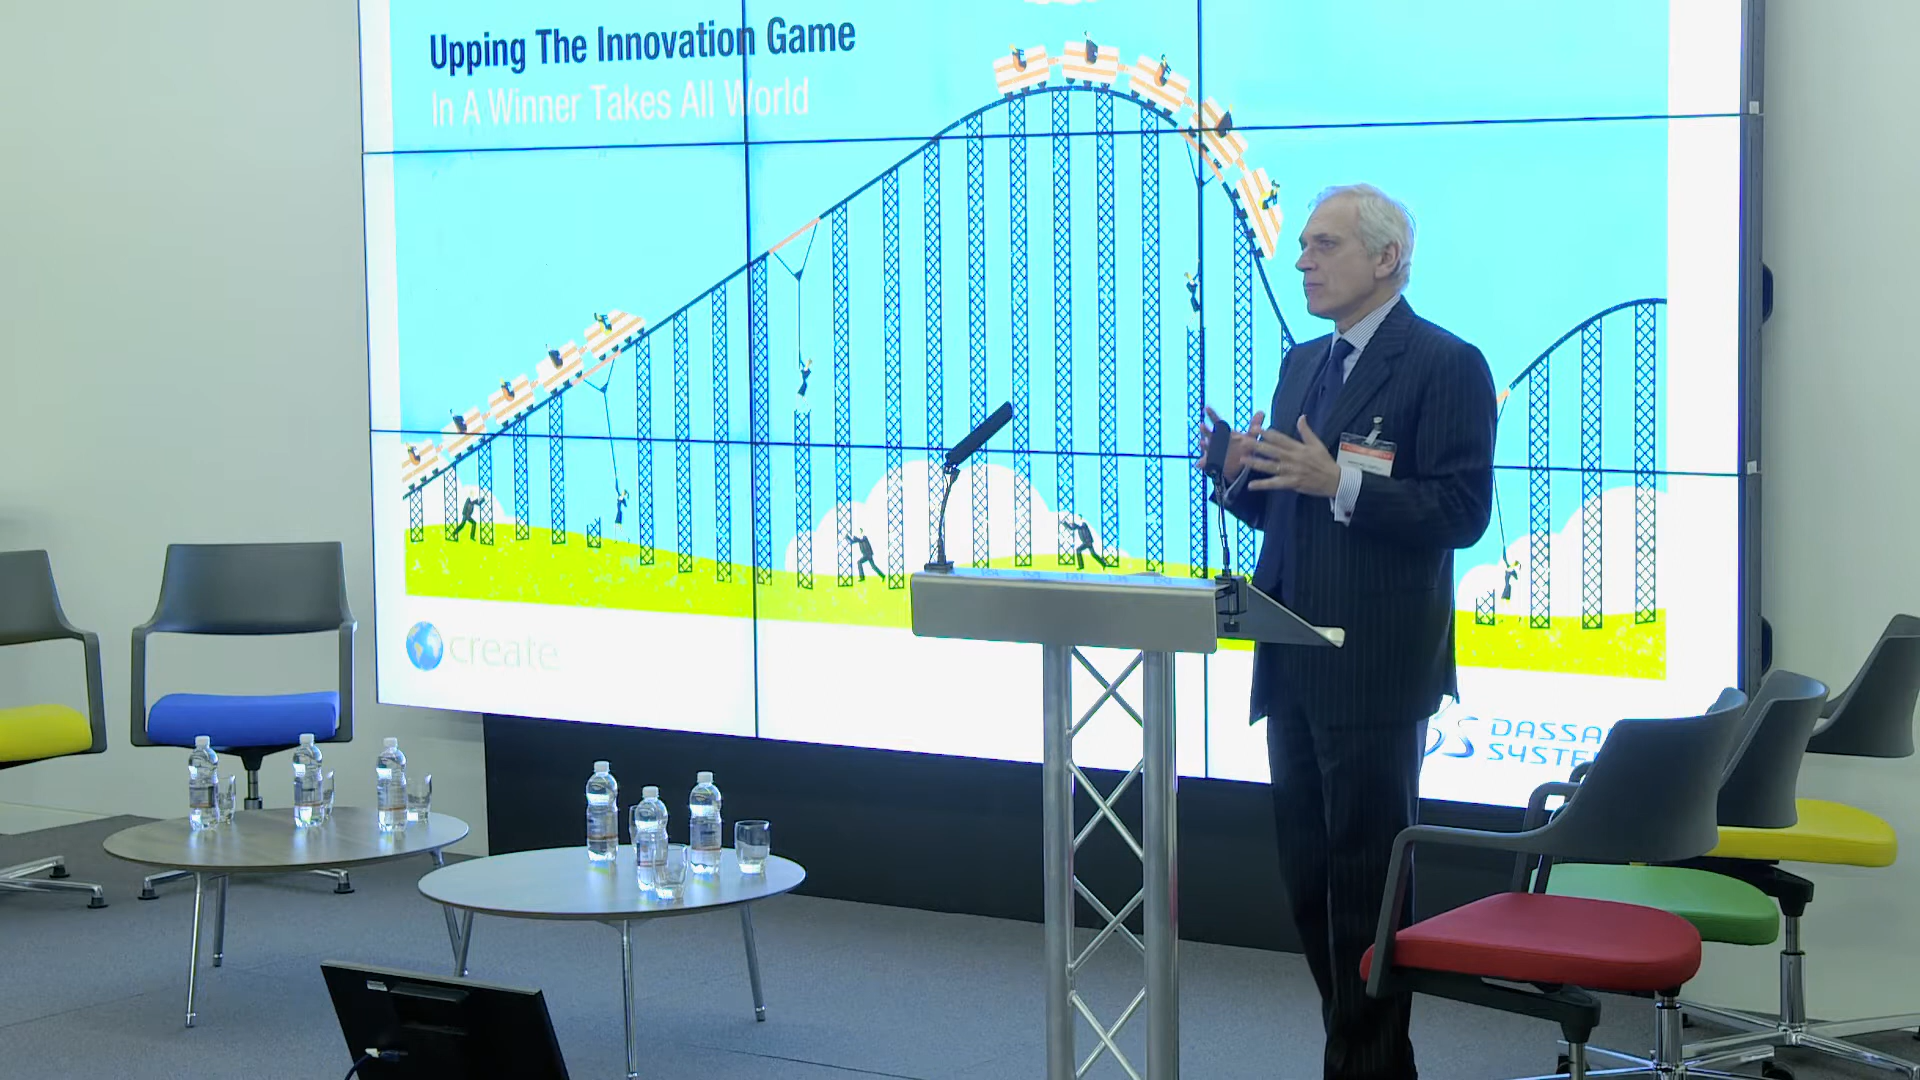 Upping The Innovation Game
In A Winner Takes All World
create
DASSA
SYSTE